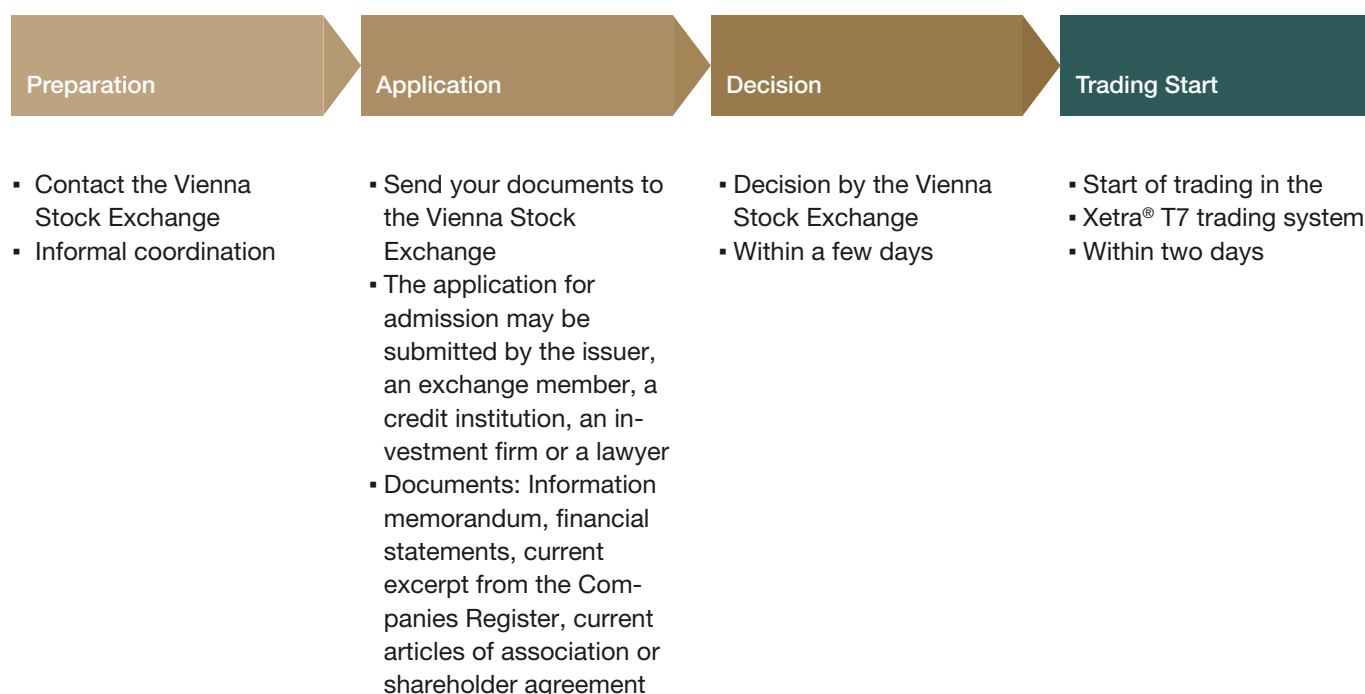 Preparation
Application
Decision
Trading Start
▪ Contact the Vienna
Stock Exchange
▪ Informal coordination
▪ Send your documents to
the Vienna Stock
Exchange
▪ The application for
admission may be
submitted by the issuer,
an exchange member, a
credit institution, an in-
vestment firm or a lawyer
▪ Documents: Information
memorandum, financial
statements, current
excerpt from the Com-
panies Register, current
articles of association or
shareholder agreement
▪ Decision by the Vienna
Stock Exchange
▪ Within a few days
▪ Start of trading in the
▪ Xetra® T7 trading system
▪ Within two days